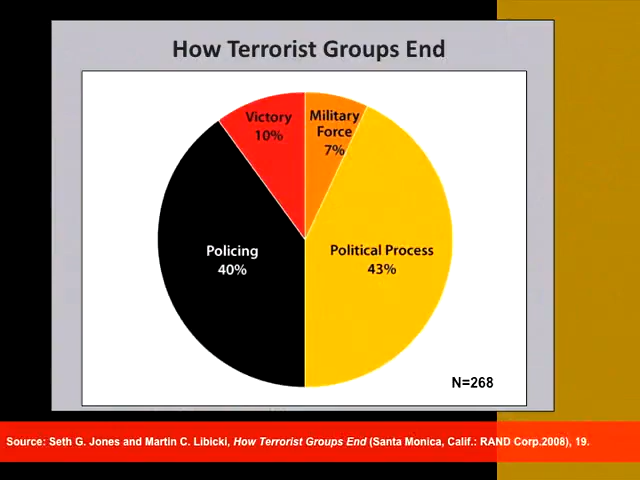 How Terrorist Groups End
Victory
10%
Military
Force
7%
Policing
40%
Political Process
43%
N=268
Source: Seth G. Jones and Martin C. Libicki, How Terrorist Groups End (Santa Monica, Calif.: RAND Corp.2008), 19.